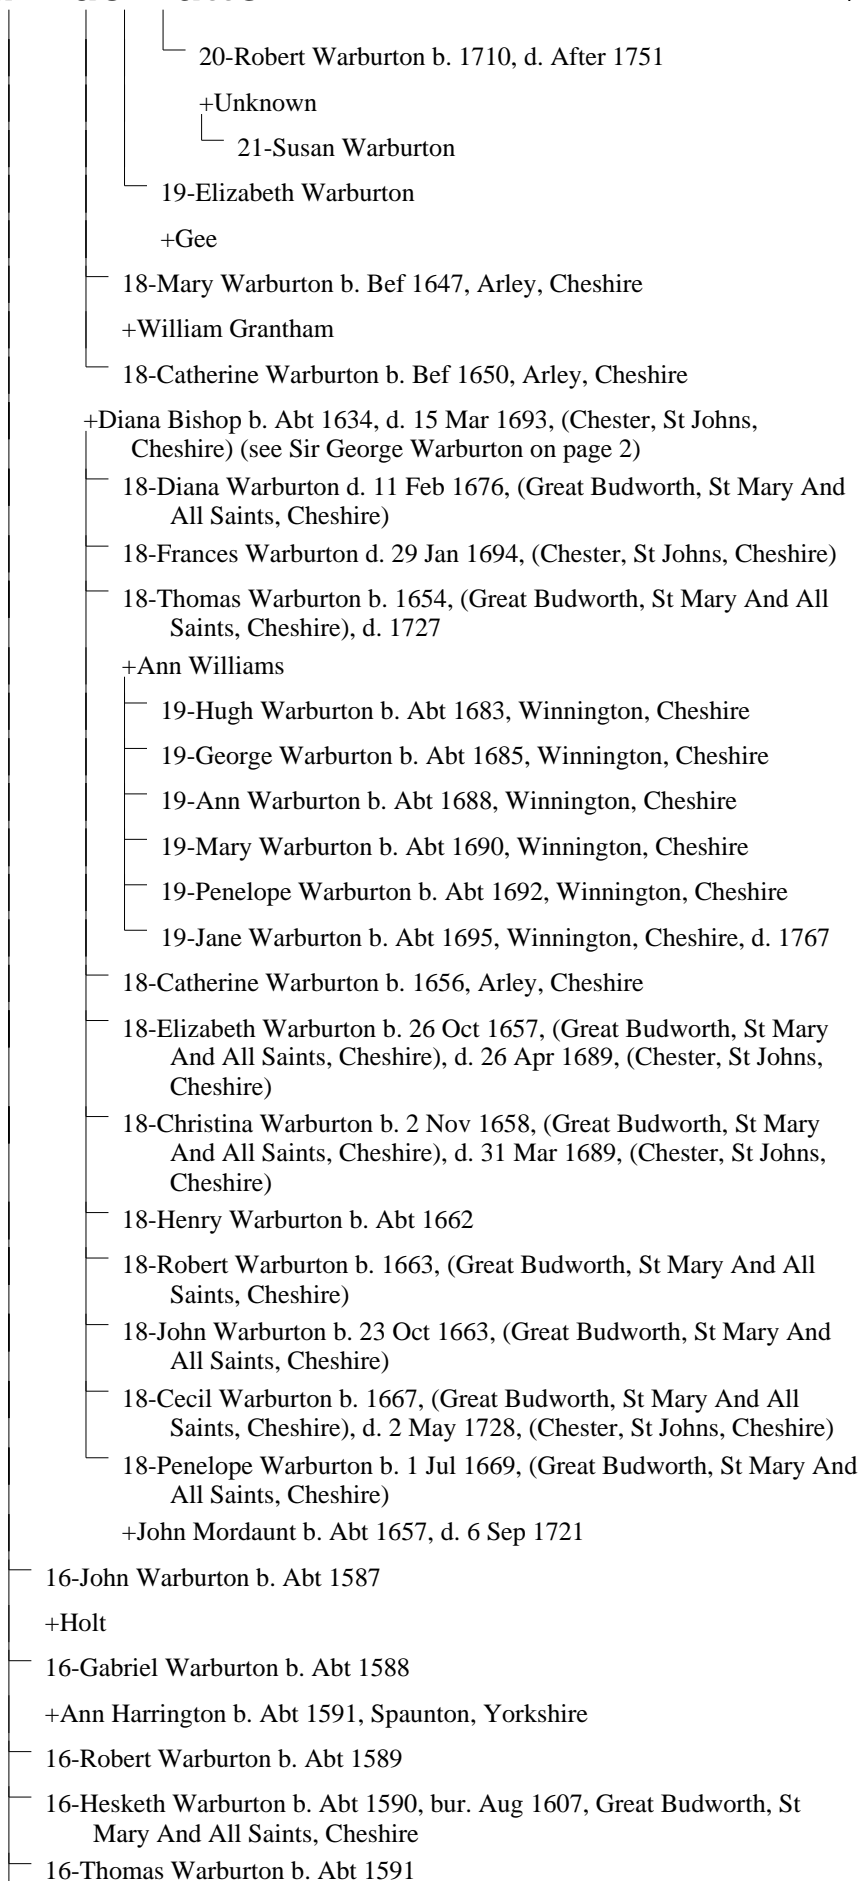 20-Robert Warburton b. 1710, d. After 1751
+Unknown
21-Susan Warburton
19-Elizabeth Warburton
+Gee
18-Mary Warburton b. Bef 1647, Arley, Cheshire
+William Grantham
18-Catherine Warburton b. Bef 1650, Arley, Cheshire
+Diana Bishop b. Abt 1634, d. 15 Mar 1693, (Chester, St Johns,
Cheshire) (see Sir George Warburton on page 2)
18-Diana Warburton d. 11 Feb 1676, (Great Budworth, St Mary And
All Saints, Cheshire)
18-Frances Warburton d. 29 Jan 1694, (Chester, St Johns, Cheshire)
18-Thomas Warburton b. 1654, (Great Budworth, St Mary And All
Saints, Cheshire), d. 1727
+Ann Williams
19-Hugh Warburton b. Abt 1683, Winnington, Cheshire
19-George Warburton b. Abt 1685, Winnington, Cheshire
19-Ann Warburton b. Abt 1688, Winnington, Cheshire
19-Mary Warburton b. Abt 1690, Winnington, Cheshire
19-Penelope Warburton b. Abt 1692, Winnington, Cheshire
19-Jane Warburton b. Abt 1695, Winnington, Cheshire, d. 1767
18-Catherine Warburton b. 1656, Arley, Cheshire
18-Elizabeth Warburton b. 26 Oct 1657, (Great Budworth, St Mary
And All Saints, Cheshire), d. 26 Apr 1689, (Chester, St Johns,
Cheshire)
18-Christina Warburton b. 2 Nov 1658, (Great Budworth, St Mary
And All Saints, Cheshire), d. 31 Mar 1689, (Chester, St Johns,
Cheshire)
18-Henry Warburton b. Abt 1662
18-Robert Warburton b. 1663, (Great Budworth, St Mary And All
Saints, Cheshire)
18-John Warburton b. 23 Oct 1663, (Great Budworth, St Mary And
All Saints, Cheshire)
18-Cecil Warburton b. 1667, (Great Budworth, St Mary And All
Saints, Cheshire), d. 2 May 1728, (Chester, St Johns, Cheshire)
18-Penelope Warburton b. 1 Jul 1669, (Great Budworth, St Mary And
All Saints, Cheshire)
+John Mordaunt b. Abt 1657, d. 6 Sep 1721
16-John Warburton b. Abt 1587
+Holt
16-Gabriel Warburton b. Abt 1588
+Ann Harrington b. Abt 1591, Spaunton, Yorkshire
16-Robert Warburton b. Abt 1589
16-Hesketh Warburton b. Abt 1590, bur. Aug 1607, Great Budworth, St
Mary And All Saints, Cheshire
16-Thomas Warburton b. Abt 1591